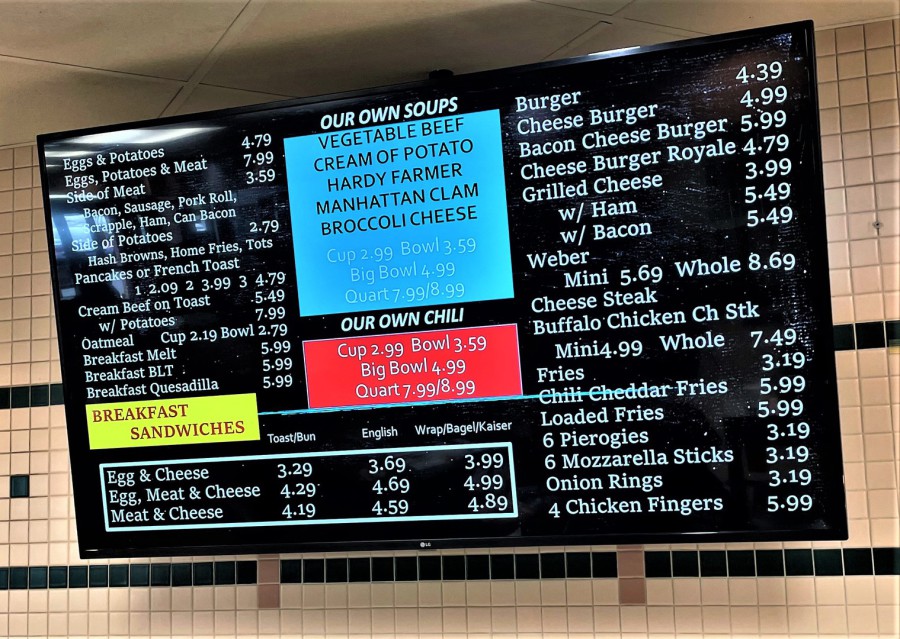 Eggs & Potatoes 4.79
Eggs, Potatoes & Meat 7.99
Side of Meat 3.59
Bacon, Sausage, Pork Roll,
Scrapple, Ham, Can Bacon
Side of Potatoes 2.79
Hash Browns, Home Fries, Tots
Pancakes or French Toast
1 2.09 2 3.99 3 4.79
Cream Beef on Toast 5.49
w/ Potatoes 7.99
Oatmeal Cup 2.19 Bowl 2.79
Breakfast Melt 5.99
Breakfast BLT 5.99
Breakfast Quesadilla 5.99
BREAKFAST
SANDWICHES
Toast/Bun English Wrap/Bagel/Kaiser
Egg & Cheese 3.29 3.69 3.99
Egg, Meat & Cheese 4.29 4.69 4.99
Meat & Cheese 4.19 4.59 4.89
OUR OWN SOUPS
VEGETABLE BEEF
CREAM OF POTATO
HARDY FARMER
MANHATTAN CLAM
BROCCOLI CHEESE
Cup 2.99 Bowl 3.59
Big Bowl 4.99
Quart 7.99/8.99
OUR OWN CHILI
Cup 2.99 Bowl 3.59
Big Bowl 4.99
Quart 7.99/8.99
Burger 4.39
Cheese Burger 4.99
Bacon Cheese Burger 5.99
Cheese Burger Royale 4.79
Grilled Cheese 3.99
w/ Ham 5.49
w/ Bacon 5.49
Weber
Mini 5.69 Whole 8.69
Cheese Steak
Buffalo Chicken Ch Stk
Mini4.99 Whole 7.49
Fries 3.19
Chili Cheddar Fries 5.99
Loaded Fries 5.99
6 Pierogies 3.19
6 Mozzarella Sticks 3.19
Onion Rings 3.19
4 Chicken Fingers 5.99
LG